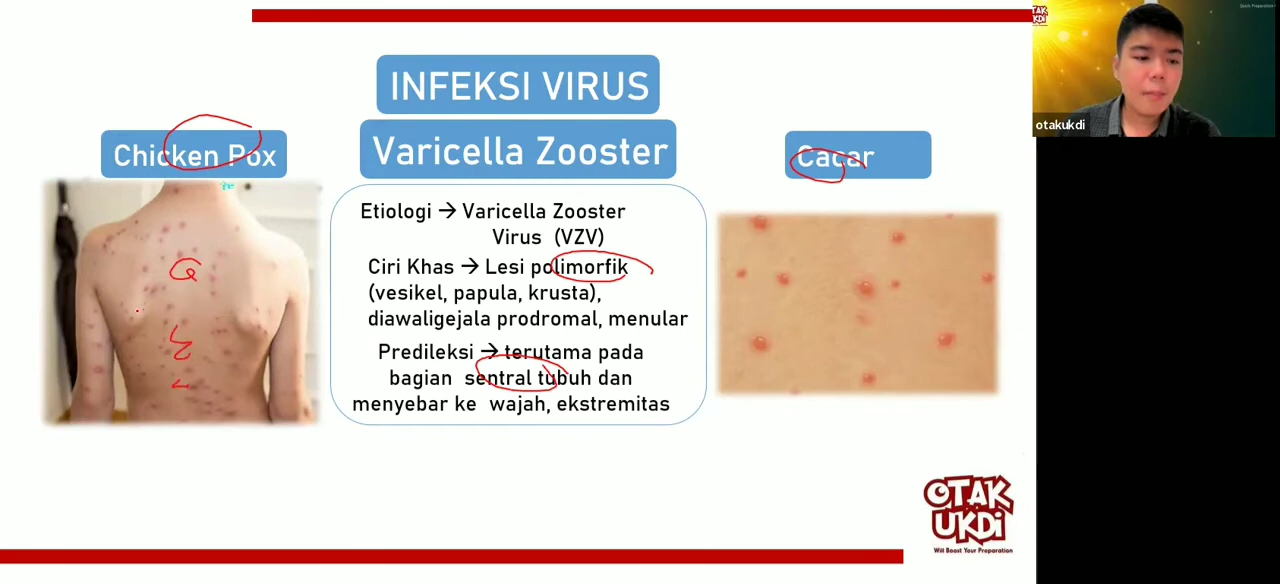 INFEKSI VIRUS
Varicella Zooster
Chicken Pox
Cacar
Etiologi → Varicella Zooster
Virus (VZV)
Ciri Khas → Lesi polimorfik
(vesikel, papula, krusta),
diawaligejala prodromal, menular
Predileksi → terutama pada
bagian sentral tubuh dan
menyebar ke wajah, ekstremitas
OTAK
UKDi
Will Boost Your Preparation
OTAK
UKDi
otakukdi